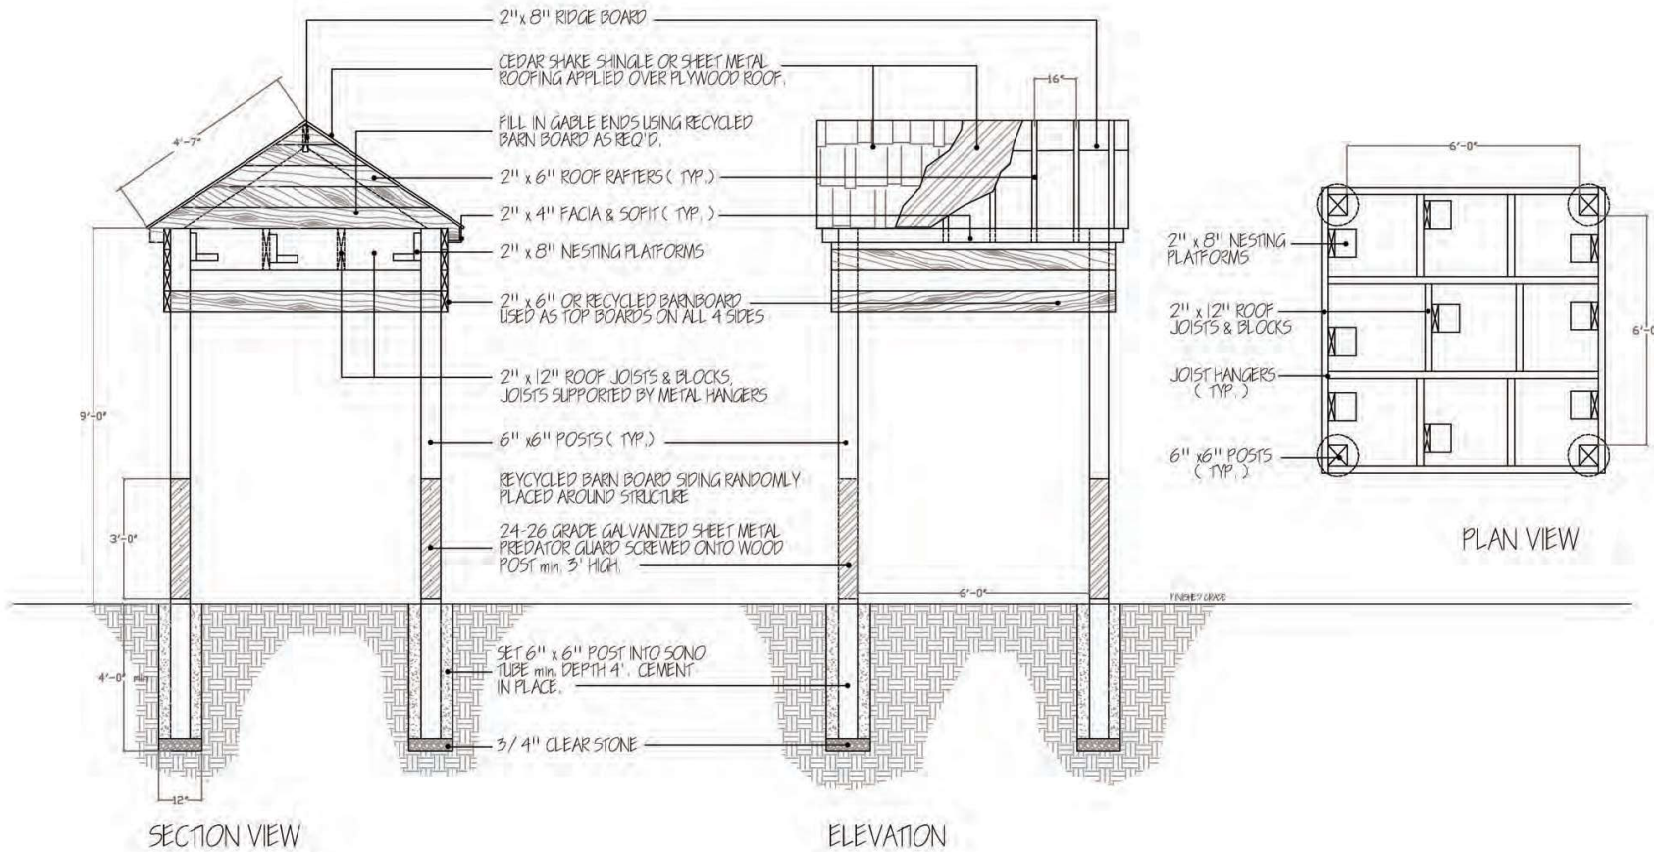 2" x 8" RIDGE BOARD
CEDAR SHAKE SHINGLE OR SHEET METAL
ROOFING APPLIED OVER PLYWOOD ROOF.
16"
4'-7"
FILL IN GABLE ENDS USING RECYCLED
BARN BOARD AS REQ'D.
2" x 6" ROOF RAFTERS ( TYP. )
2" x 4" FACIA & SOFIT ( TYP. )
2" x 8" NESTING PLATFORMS
2" x 6" OR RECYCLED BARNBOARD
USED AS TOP BOARDS ON ALL 4 SIDES
2" x 12" ROOF JOISTS & BLOCKS,
JOISTS SUPPORTED BY METAL HANGERS
9'-0"
6" x6" POSTS ( TYP. )
REYCYCLED BARN BOARD SIDING RANDOMLY
PLACED AROUND STRUCTURE
3'-0"
24-26 GRADE GALVANIZED SHEET METAL
PREDATOR GUARD SCREWED ONTO WOOD
POST min. 3' HIGH.
6'-0"
FINISHED GRADE
4'-0" min
SET 6" x 6" POST INTO SONO
TUBE min. DEPTH 4'. CEMENT
IN PLACE.
3/4" CLEAR STONE
12"
SECTION VIEW
ELEVATION
6'-0"
2" x 8" NESTING
PLATFORMS
2" x 12" ROOF
JOISTS & BLOCKS
6'-0
JOIST HANGERS
( TYP. )
6" x6" POSTS
( TYP. )
PLAN VIEW